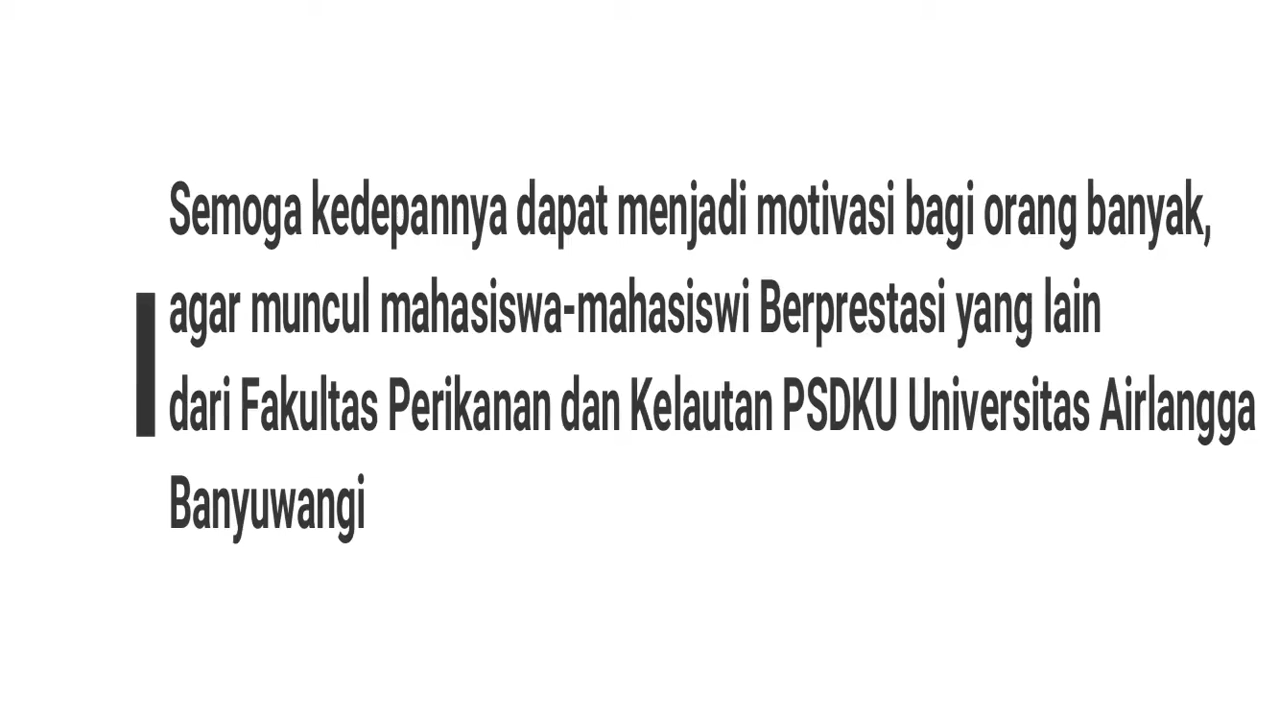 Semoga kedepannya dapat menjadi motivasi bagi orang banyak,
agar muncul mahasiswa-mahasiswi Berprestasi yang lain
dari Fakultas Perikanan dan Kelautan PSDKU Universitas Airlangga
Banyuwangi